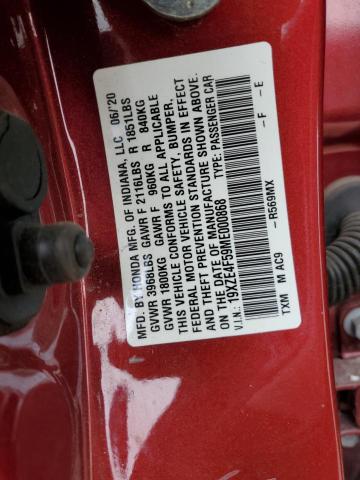 MFD. BY HONDA MFG. OF INDIANA, LLC 06/20
GVWR 3968LBS GAWR F 2116LBS R 1851LBS
GVWR 1800KG GAWR F 960KG R 840KG
THIS VEHICLE CONFORMS TO ALL APPLICABLE
FEDERAL MOTOR VEHICLE SAFETY, BUMPER,
AND THEFT PREVENTION STANDARDS IN EFFECT
ON THE DATE OF MANUFACTURE SHOWN ABOVE.
V.I.N.: 19XZE4F59ME000868 TYPE: PASSENGER CAR
-R569MX -F -E
TXM M AC9